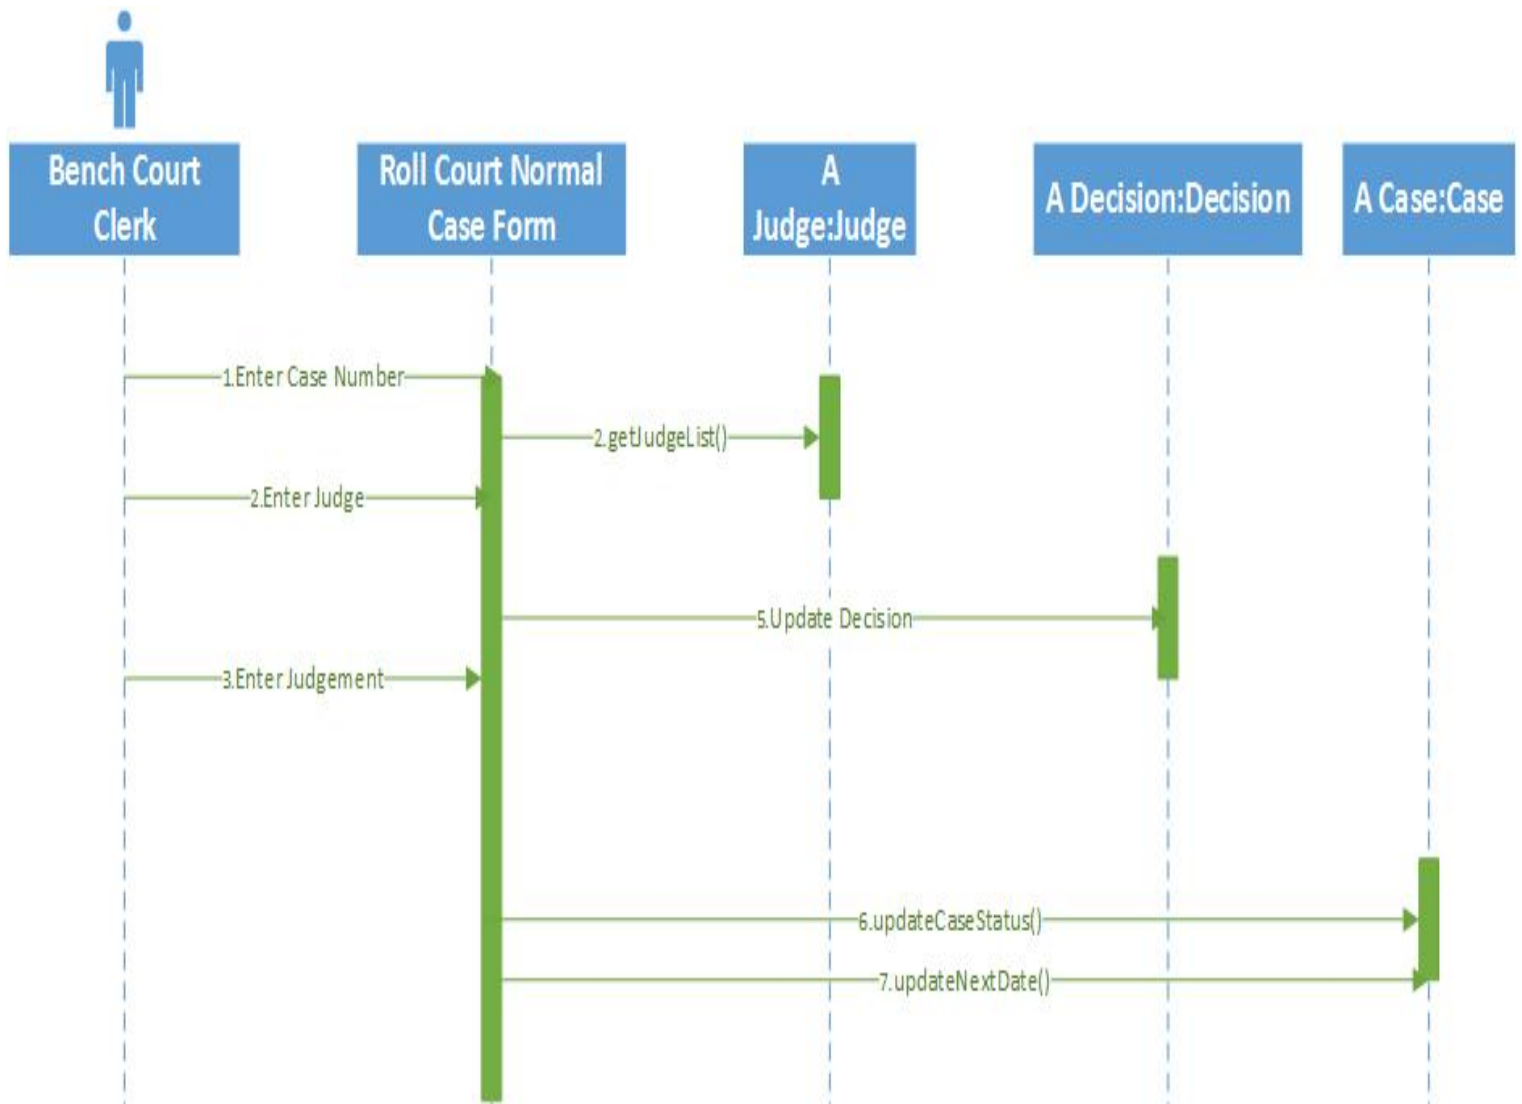 Bench Court
Clerk
Roll Court Normal
Case Form
A
Judge:Judge
A Decision:Decision
A Case:Case
1.Enter Case Number
2.getJudgeList()
2.Enter Judge
5.Update Decision
3.Enter Judgement
6.updateCaseStatus()
7.updateNextDate()